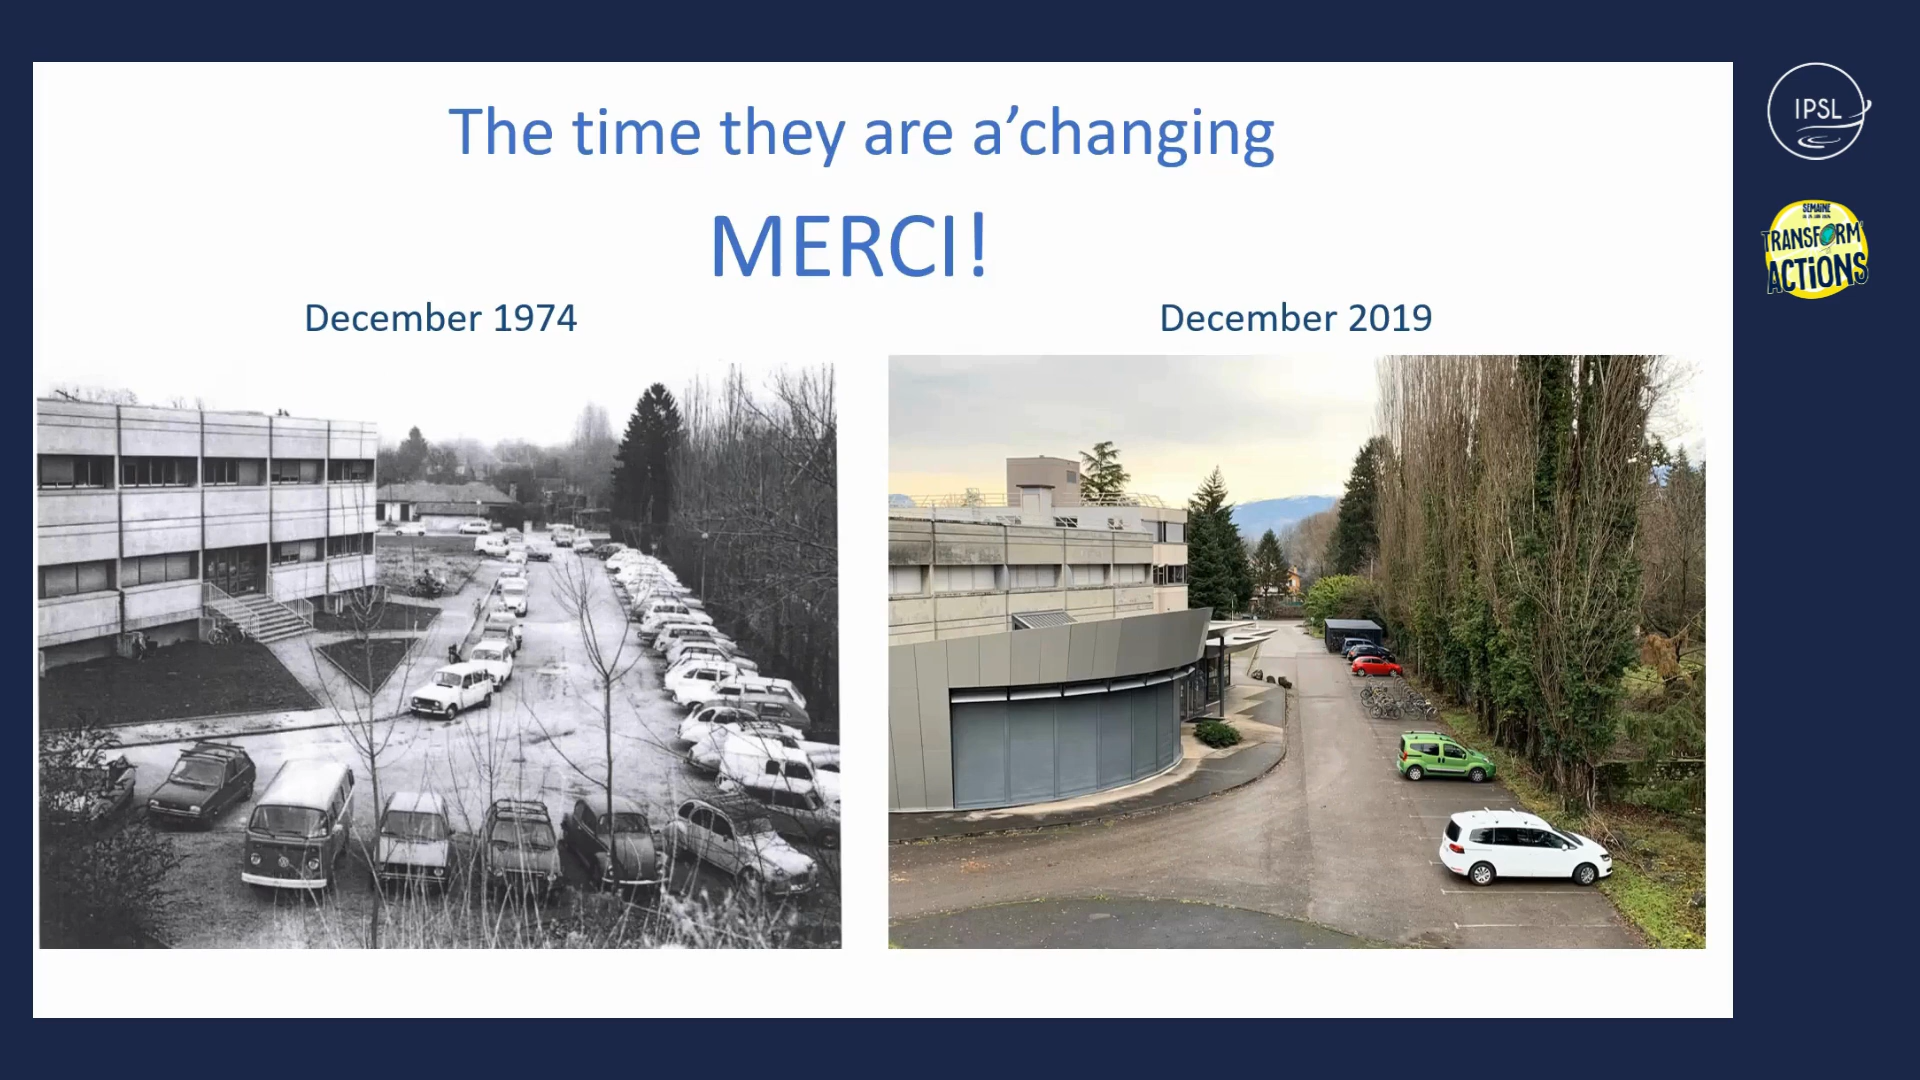 The time they are a’changing
MERCI!
December 1974
December 2019
IPSL
SEMAINE
TRANSFORM'
ACTIONS